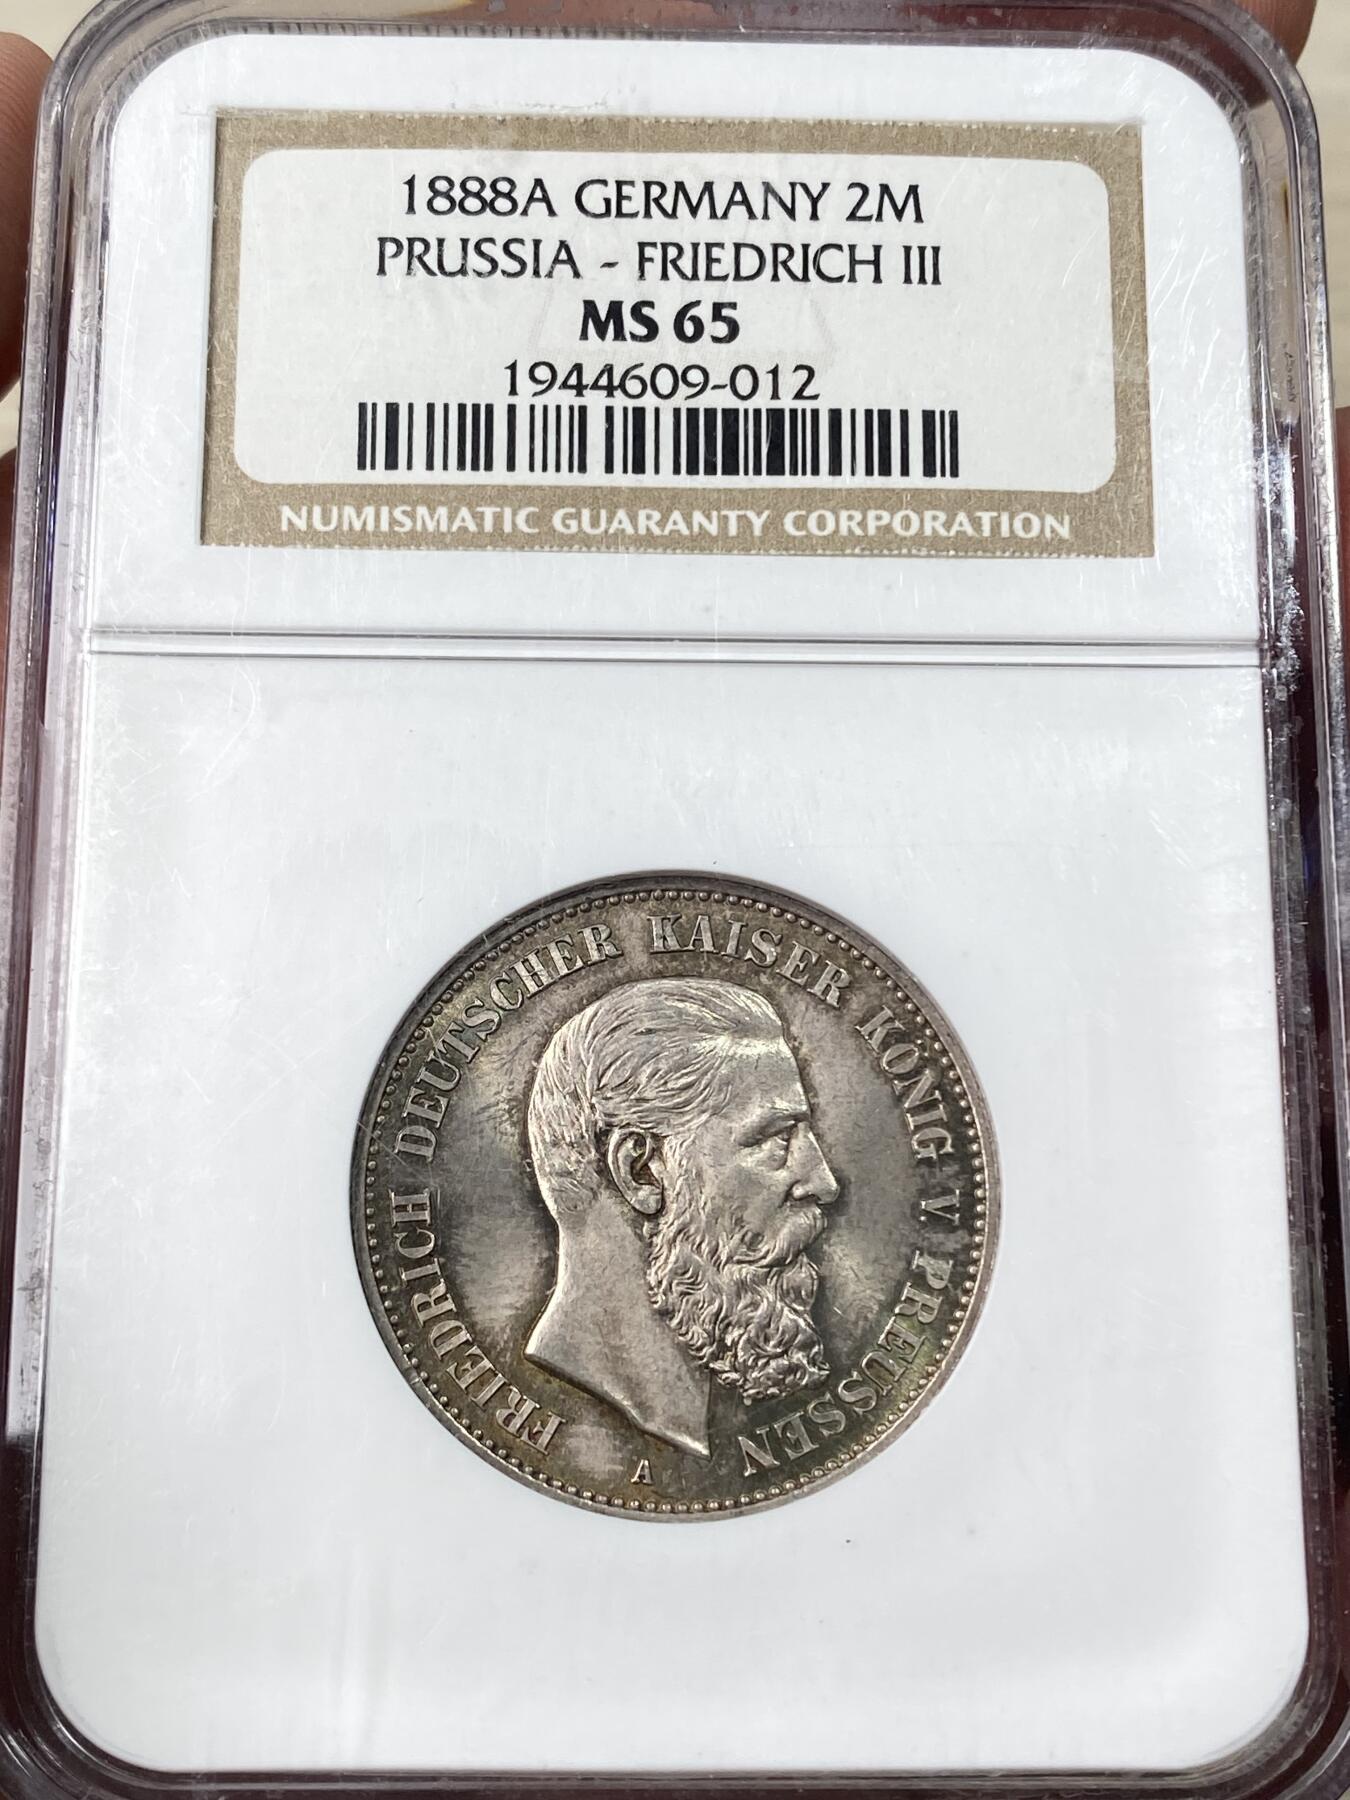 1888A GERMANY 2M
PRUSSIA - FRIEDRICH III
MS 65
1944609-012
NUMISMATIC GUARANTY CORPORATION
FRIEDRICH DEUTSCHER KAISER KÖNIG V. PREUSSEN
A